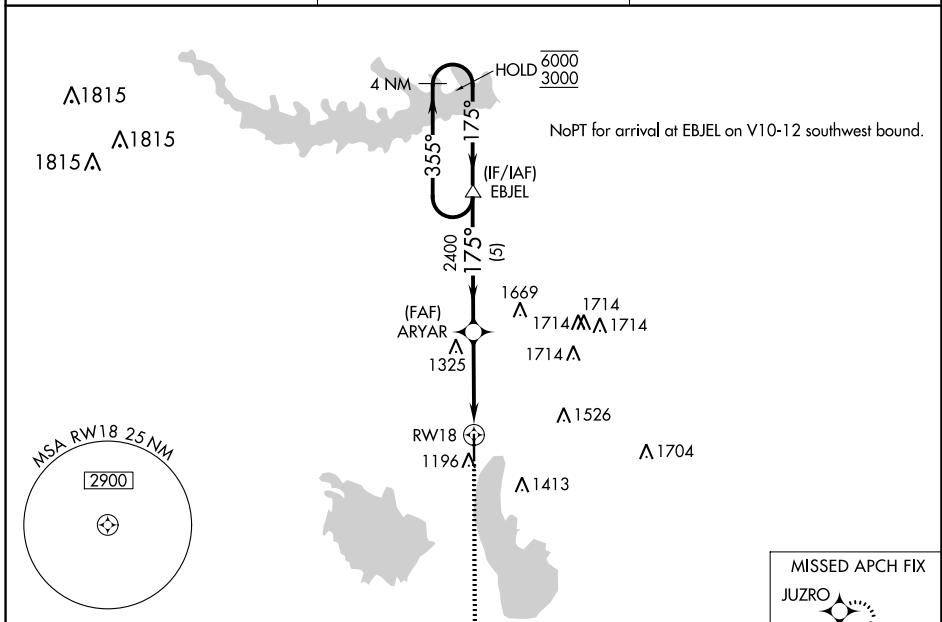 HOLD 6000
3000
4 NM
1815
1815
1815
175°
355°
NoPT for arrival at EBJEL on V10-12 southwest bound.
(IF/IAF)
EBJEL
2400
175°
(5)
1669
1714
1714
1714
(FAF)
ARYAR
1325
1714
1526
RW18
1196
1704
1413
MSA RW18 25 NM
2900
MISSED APCH FIX
JUZRO